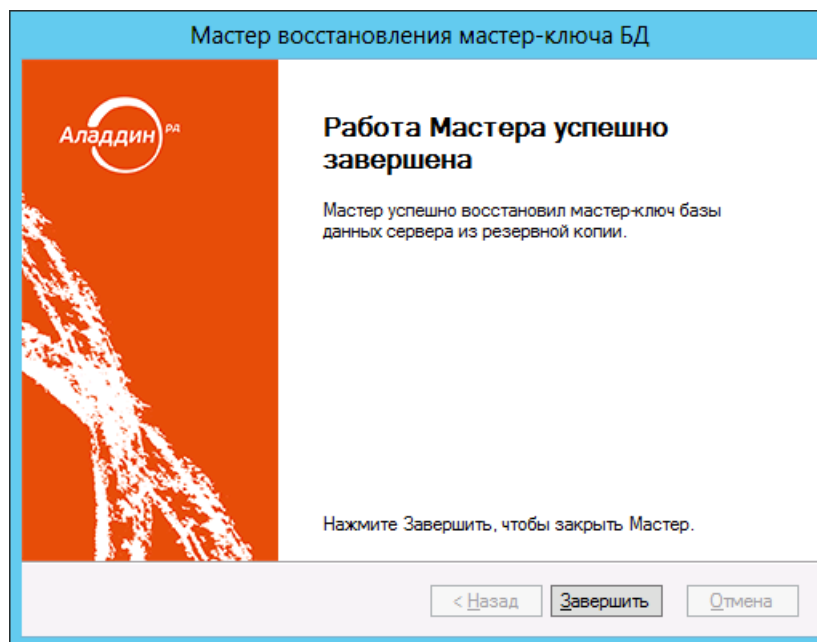 Мастер восстановления мастер-ключа БД
Аладдин РД
Работа Мастера успешно
завершена
Мастер успешно восстановил мастер-ключ базы
данных сервера из резервной копии.
Нажмите Завершить, чтобы закрыть Мастер.
< Назад Завершить Отмена